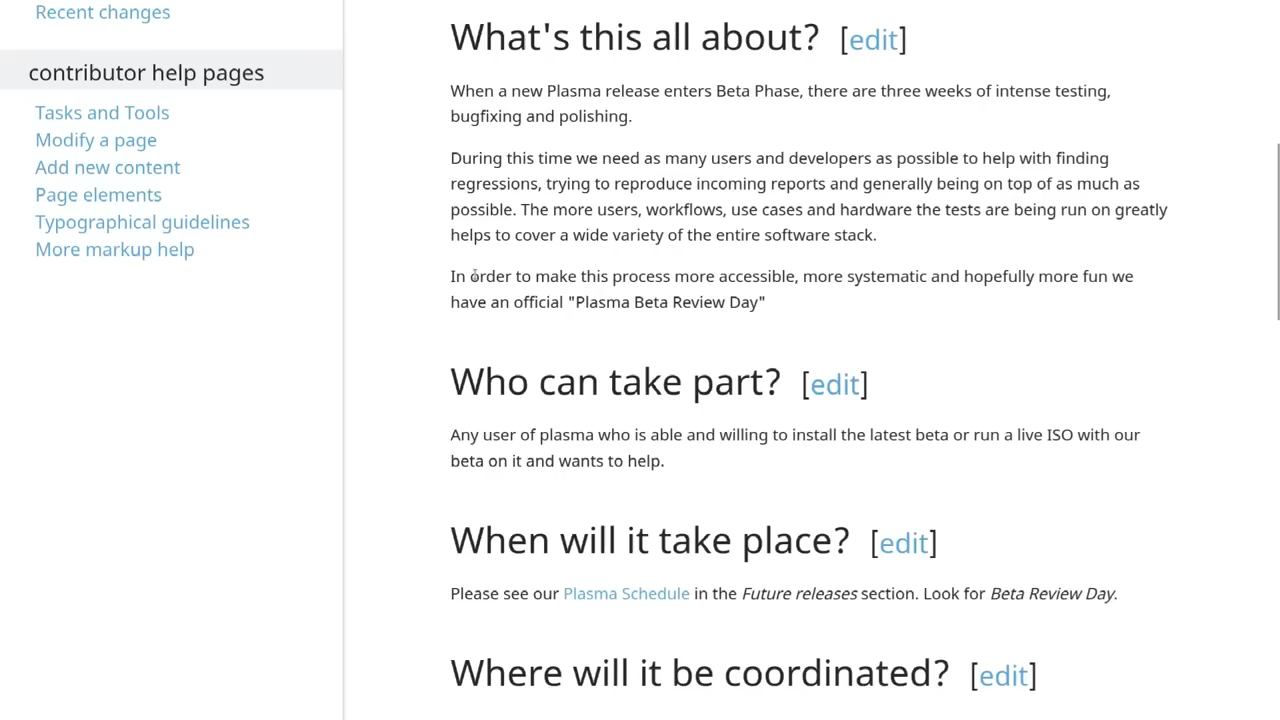 Recent changes
contributor help pages
Tasks and Tools
Modify a page
Add new content
Page elements
Typographical guidelines
More markup help
What's this all about? [edit]
When a new Plasma release enters Beta Phase, there are three weeks of intense testing,
bugfixing and polishing.
During this time we need as many users and developers as possible to help with finding
regressions, trying to reproduce incoming reports and generally being on top of as much as
possible. The more users, workflows, use cases and hardware the tests are being run on greatly
helps to cover a wide variety of the entire software stack.
In order to make this process more accessible, more systematic and hopefully more fun we
have an official "Plasma Beta Review Day"
Who can take part? [edit]
Any user of plasma who is able and willing to install the latest beta or run a live ISO with our
beta on it and wants to help.
When will it take place? [edit]
Please see our Plasma Schedule in the Future releases section. Look for Beta Review Day.
Where will it be coordinated? [edit]